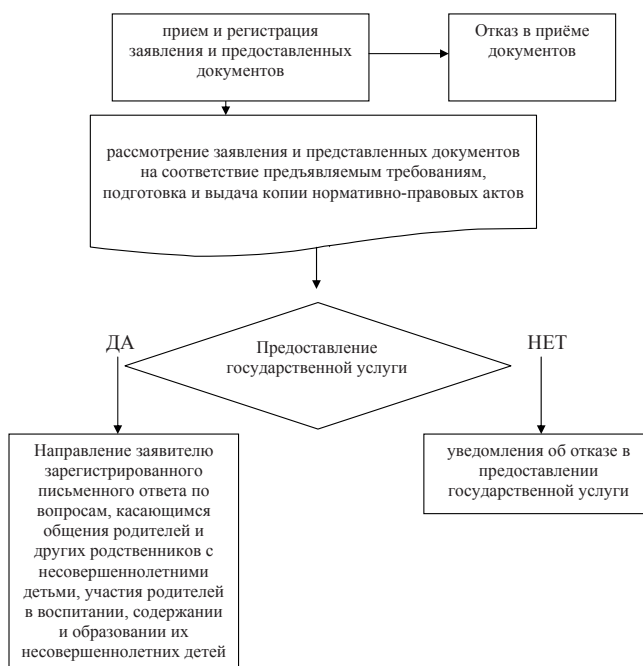 прием и регистрация
заявления и предоставленных
документов
Отказ в приёме
документов
рассмотрение заявления и представленных документов
на соответствие предъявляемым требованиям,
подготовка и выдача копии нормативно-правовых актов
ДА
Предоставление
государственной услуги
НЕТ
Направление заявителю
зарегистрированного
письменного ответа по
вопросам, касающимся
общения родителей и
других родственников с
несовершеннолетними
детьми, участия родителей
в воспитании, содержании
и образовании их
несовершеннолетних детей
уведомления об отказе в
предоставлении
государственной услуги